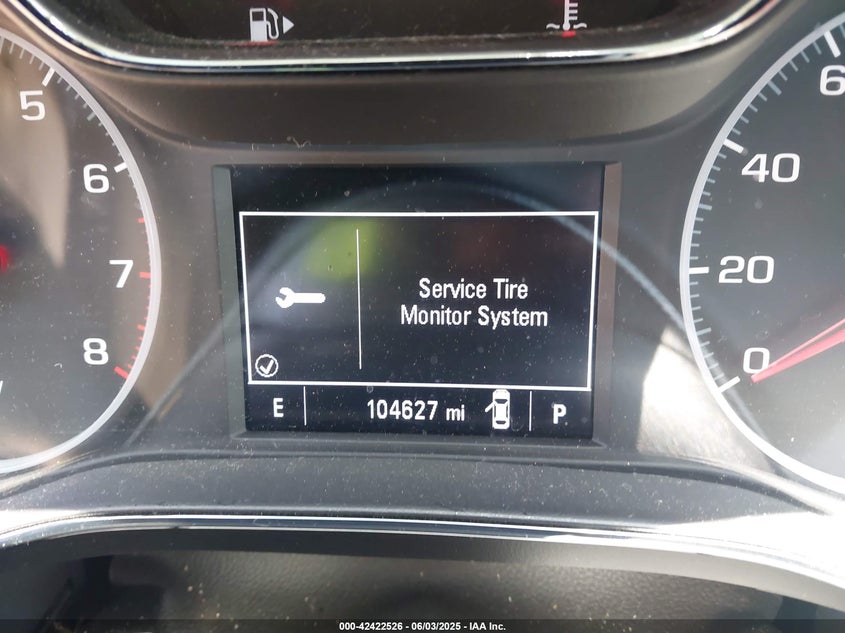 5
6
7
8
6
40
20
0
Service Tire
Monitor System
E
104627 mi
P
000-42422526 - 06/03/2025 - IAA Inc.